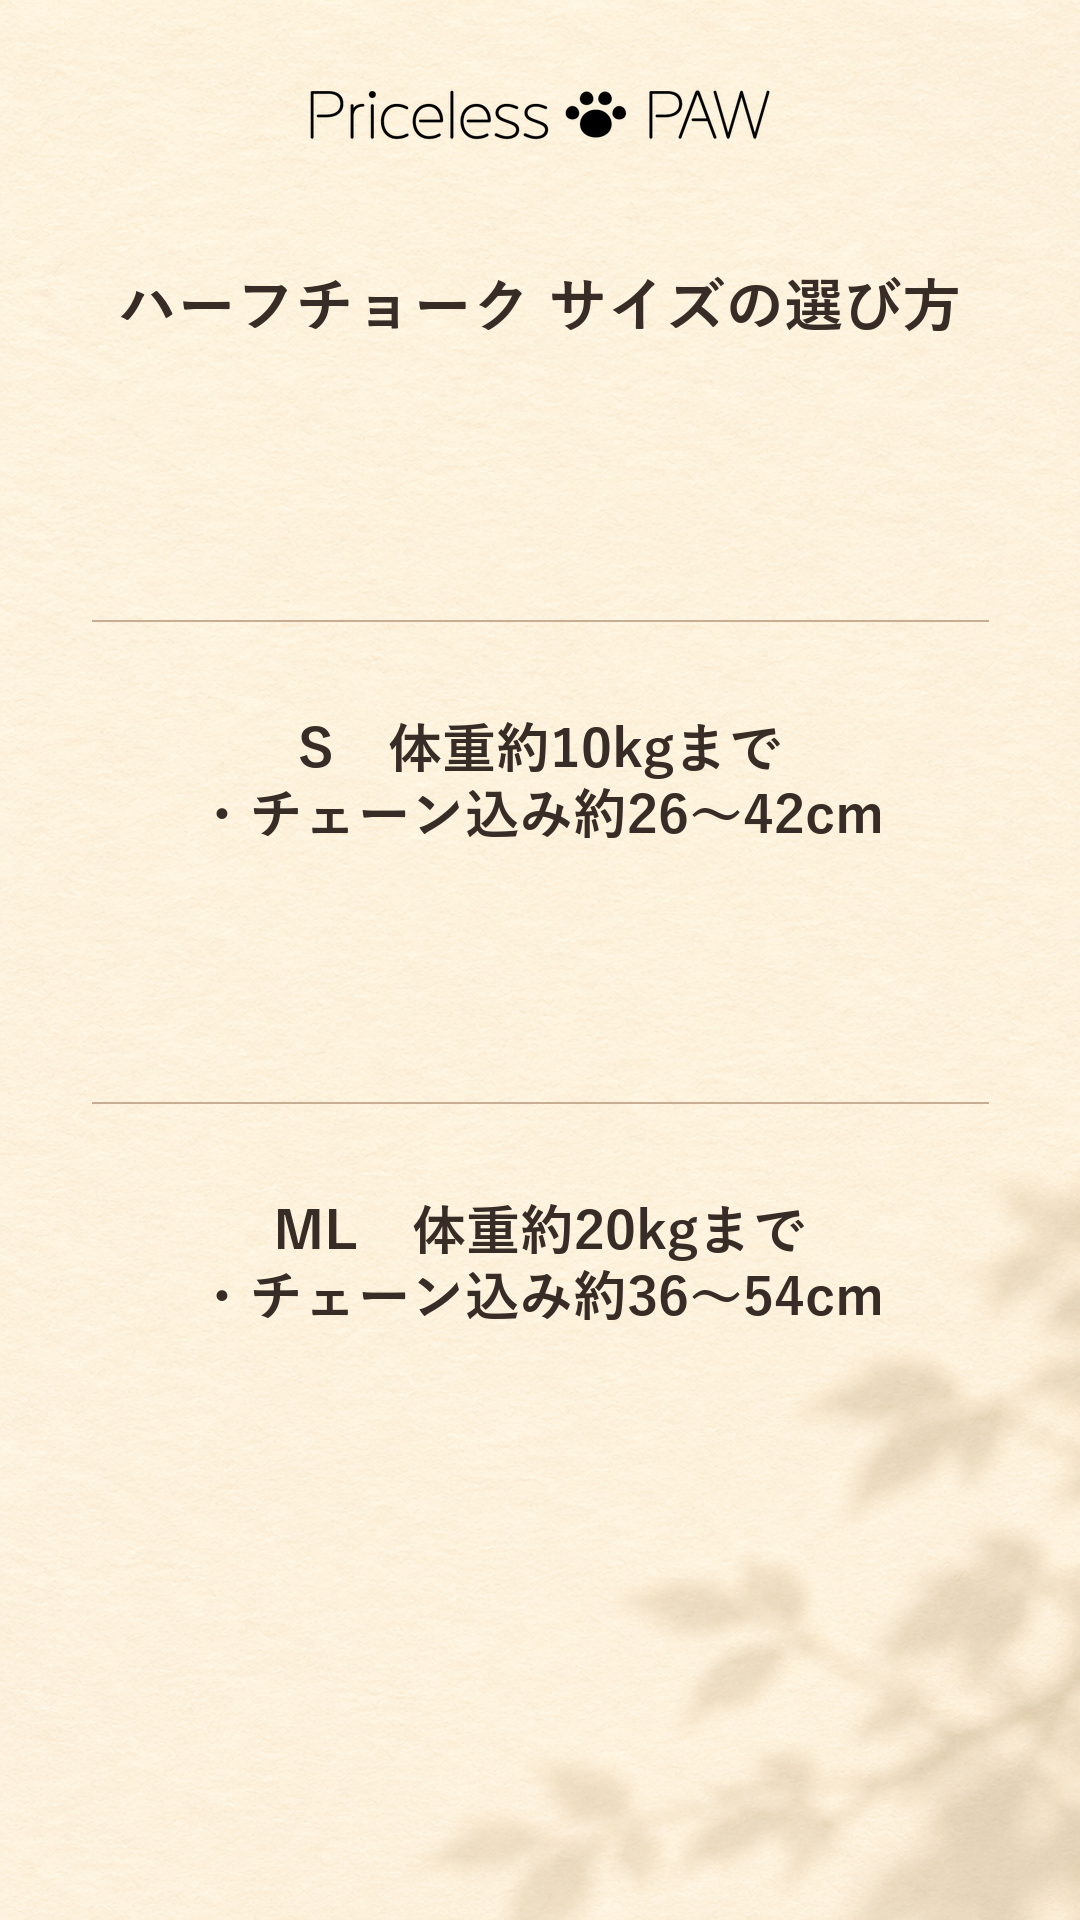 Priceless PAW
ハーフチョーク サイズの選び方
S　体重約10kgまで
・チェーン込み約26〜42cm
ML　体重約20kgまで
・チェーン込み約36〜54cm